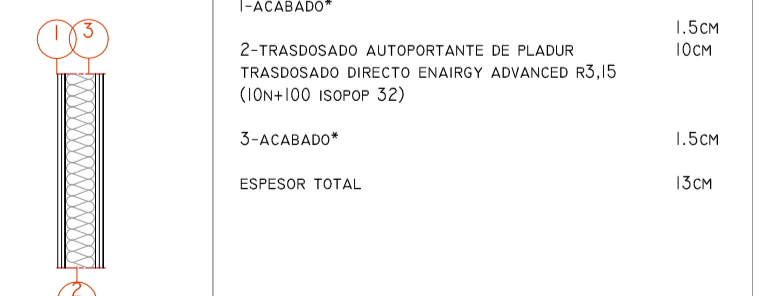 1-ACABADO*
1.5CM
2-TRASDOSADO AUTOPORTANTE DE PLADUR 10CM
TRASDOSADO DIRECTO ENAIRGY ADVANCED R3,15
(10N+100 ISOPOP 32)
3-ACABADO* 1.5CM
ESPESOR TOTAL 13CM
1 3
2